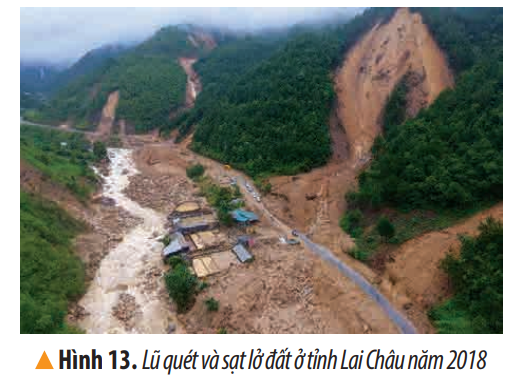 ▲ Hình 13. Lũ quét và sạt lở đất ở tỉnh Lai Châu năm 2018